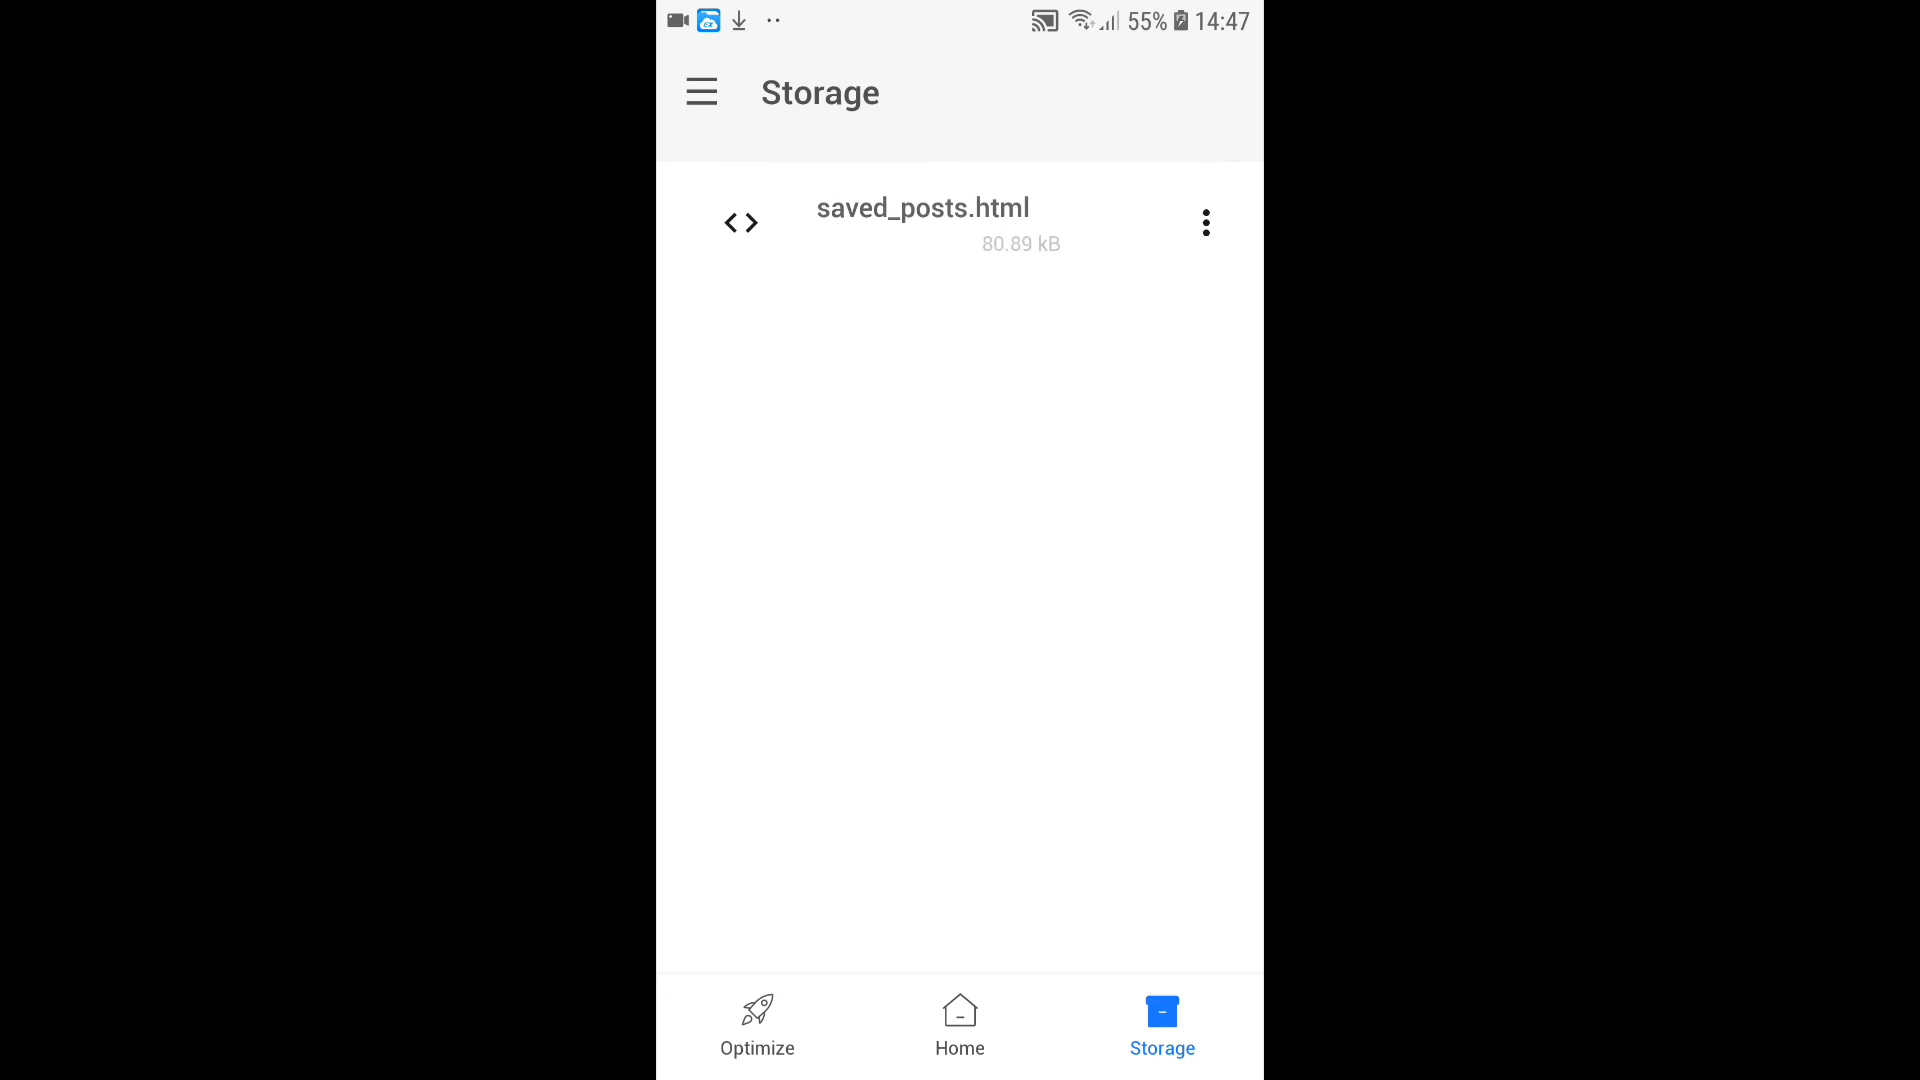 55% 14:47
Storage
saved_posts.html
80.89 kB
Optimize Home Storage